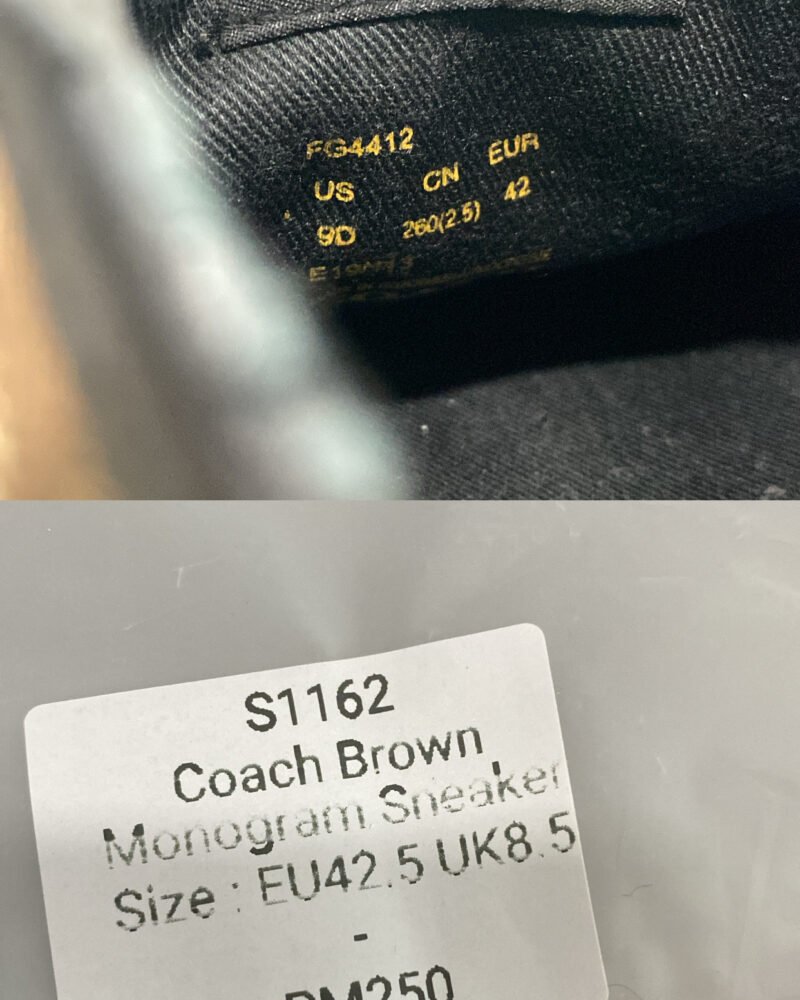 FG4412
US CN EUR
9D 260(2.5) 42
S1162
Coach Brown
Monogram Sneaker
Size : EU42.5 UK8.5
-
RM250